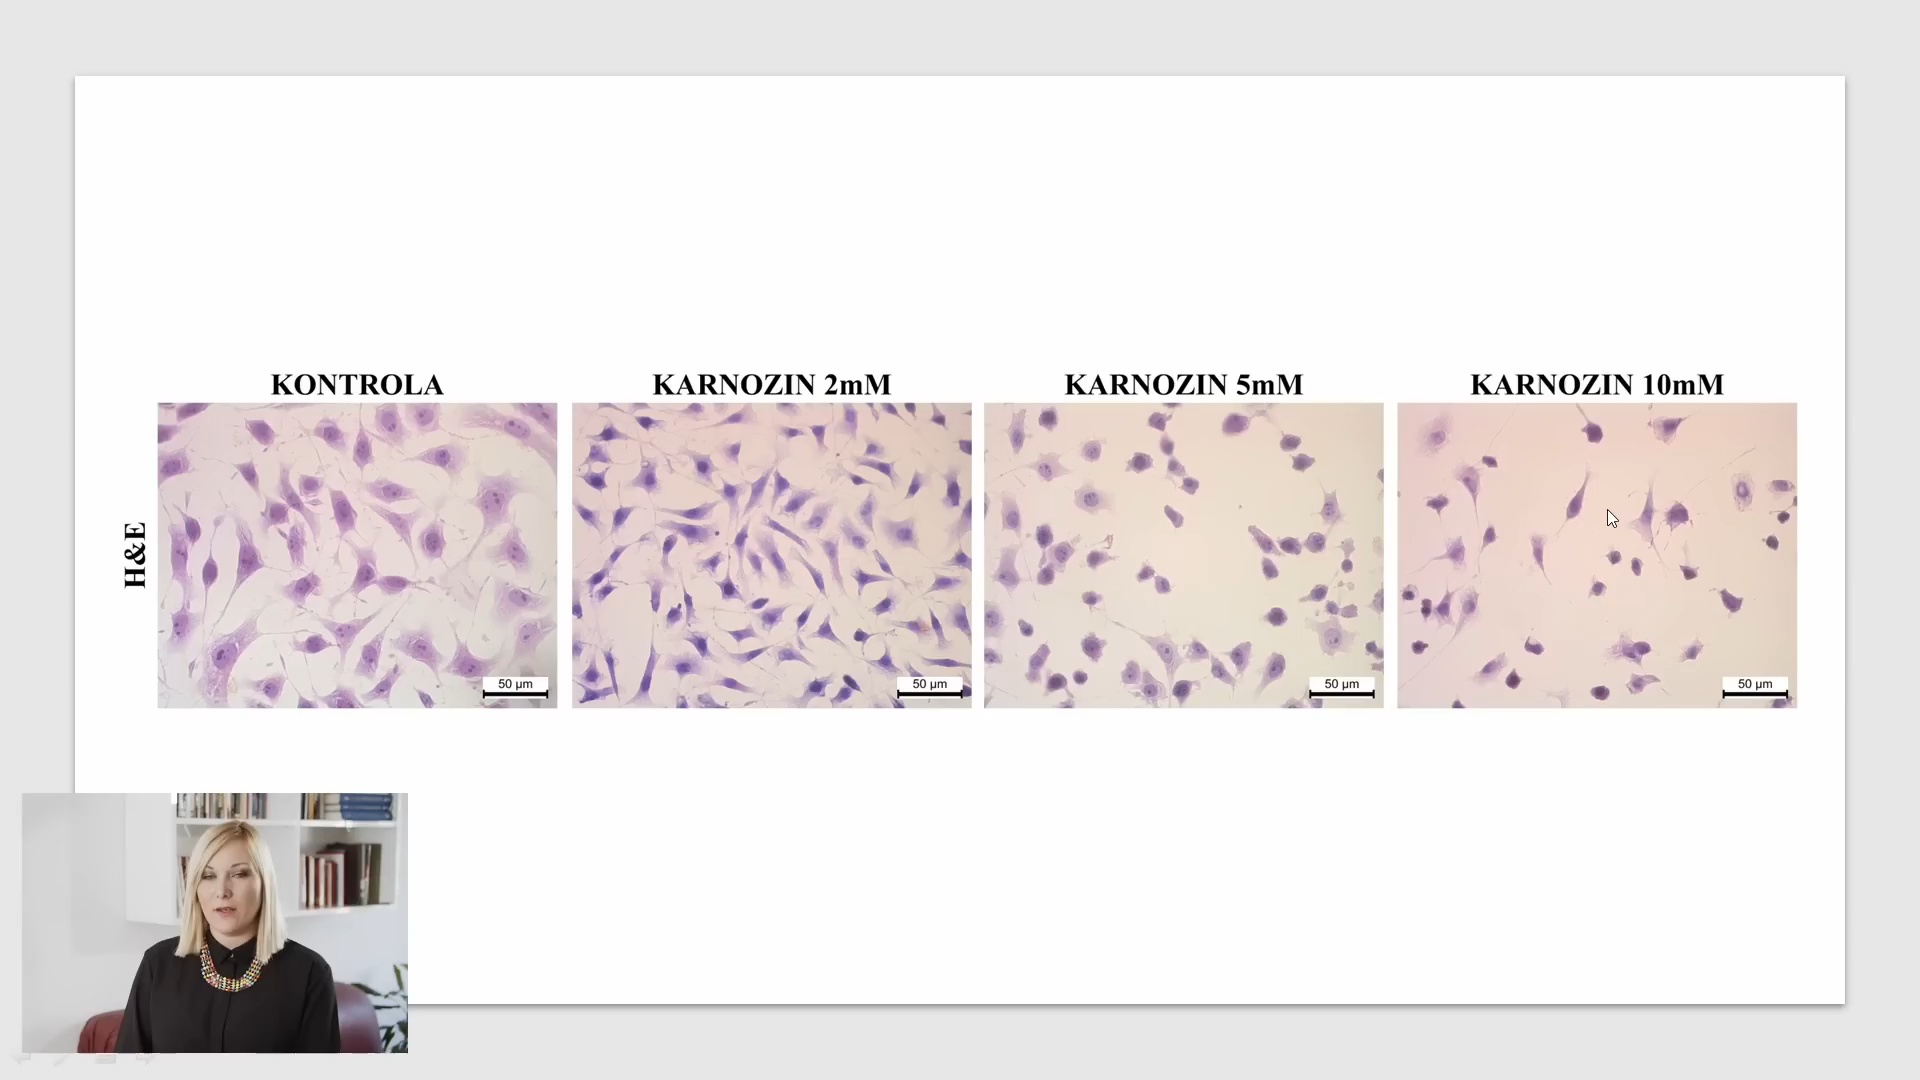 KONTROLA
KARNOZIN 2mM
KARNOZIN 5mM
KARNOZIN 10mM
H&E
50 µm
50 µm
50 µm
50 µm